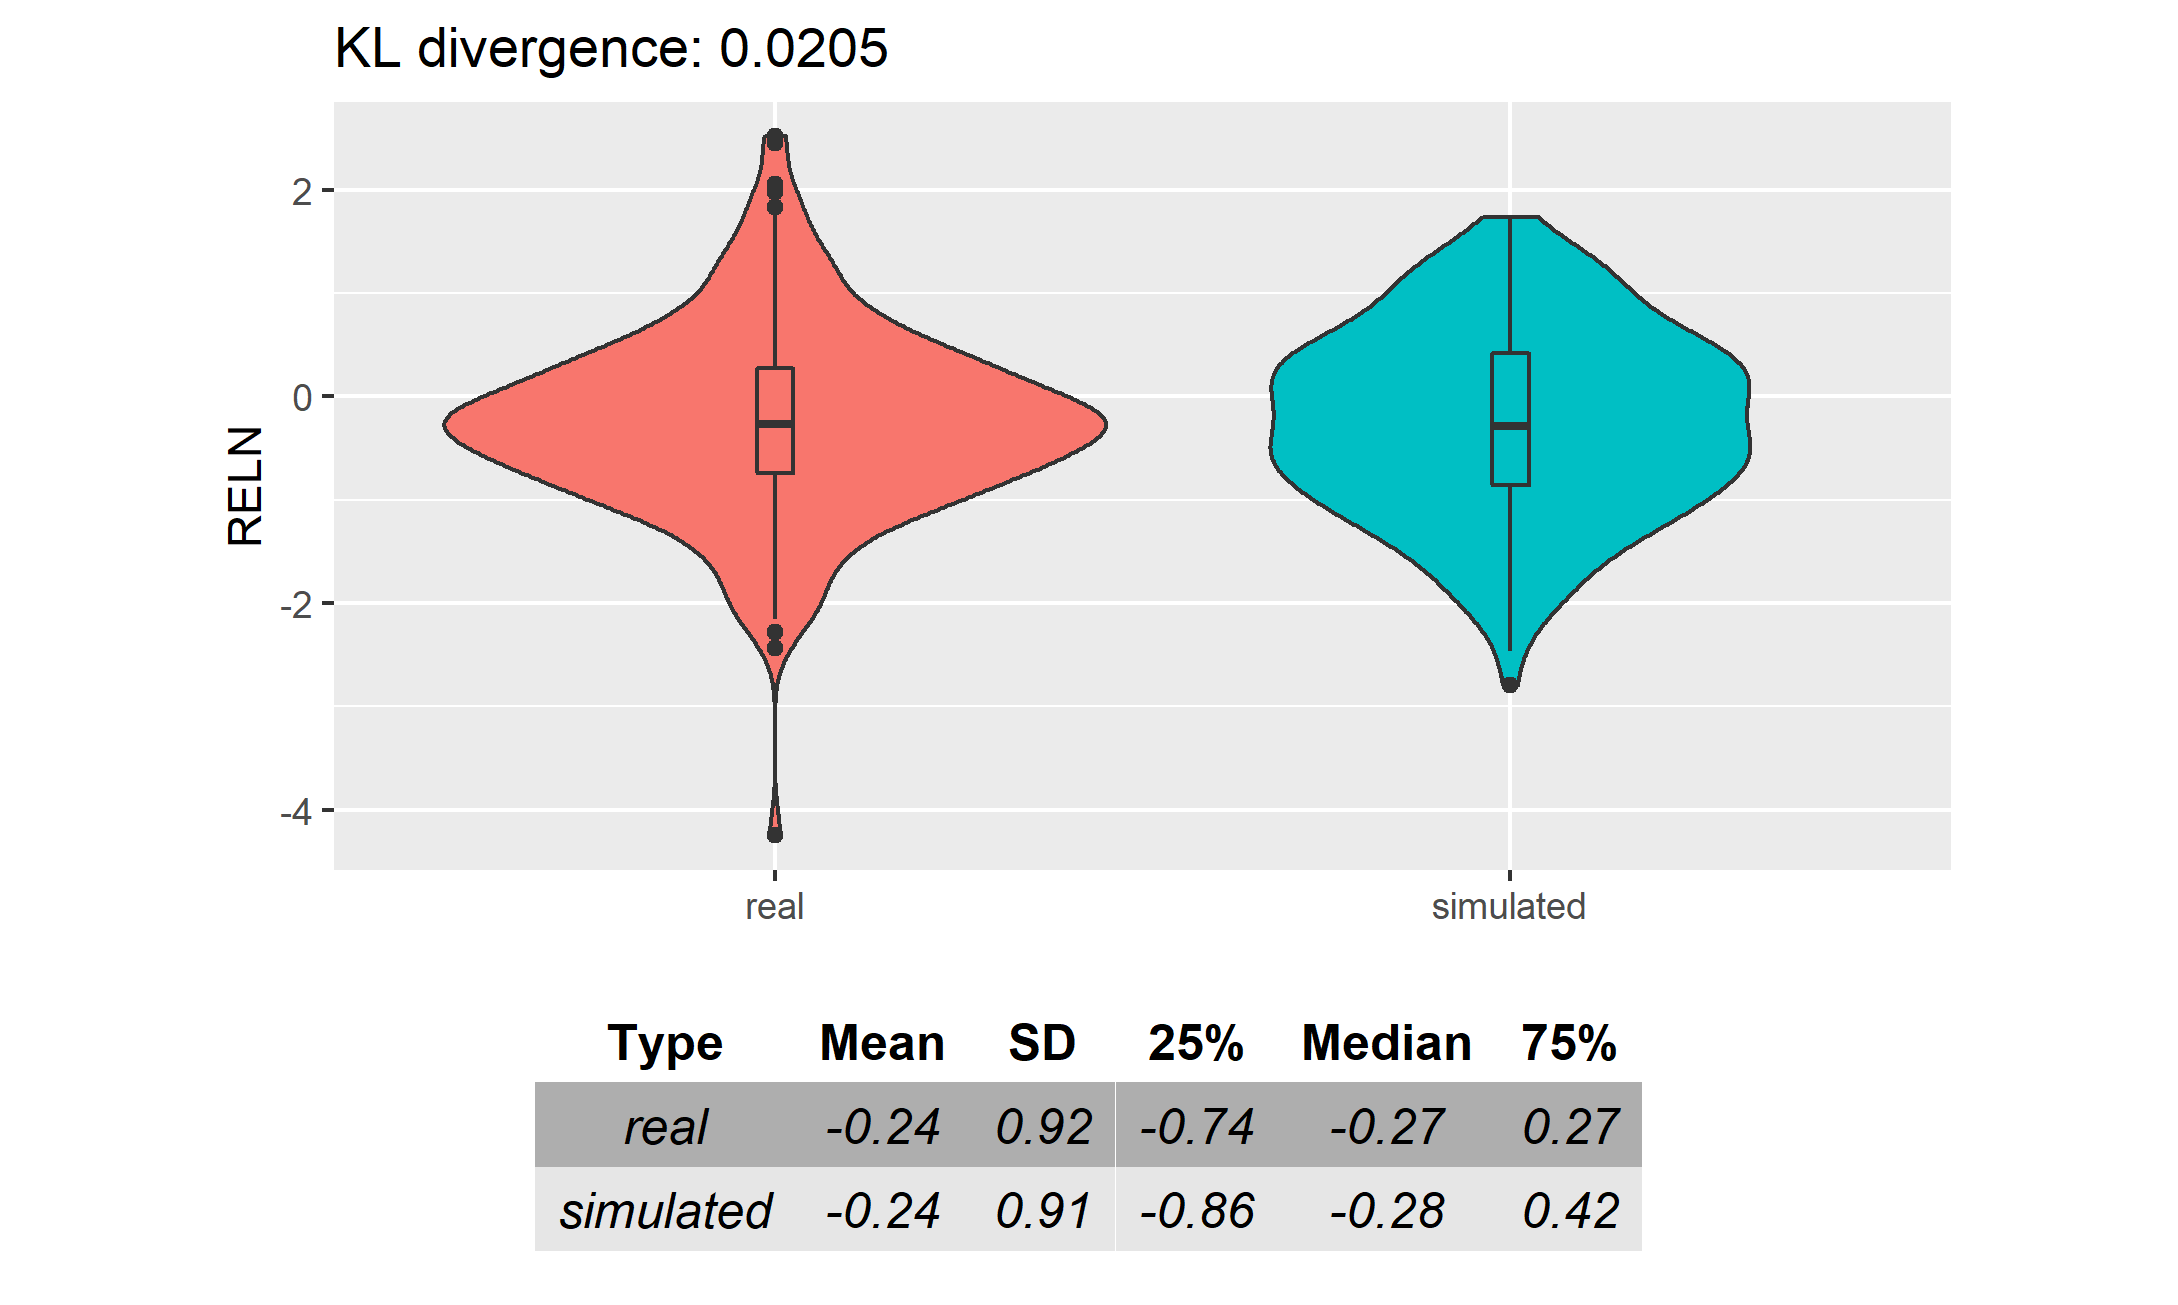 KL divergence: 0.0205
RELN
2
0
-2
-4
real simulated
Type Mean SD 25% Median 75%
real -0.24 0.92 -0.74 -0.27 0.27
simulated -0.24 0.91 -0.86 -0.28 0.42